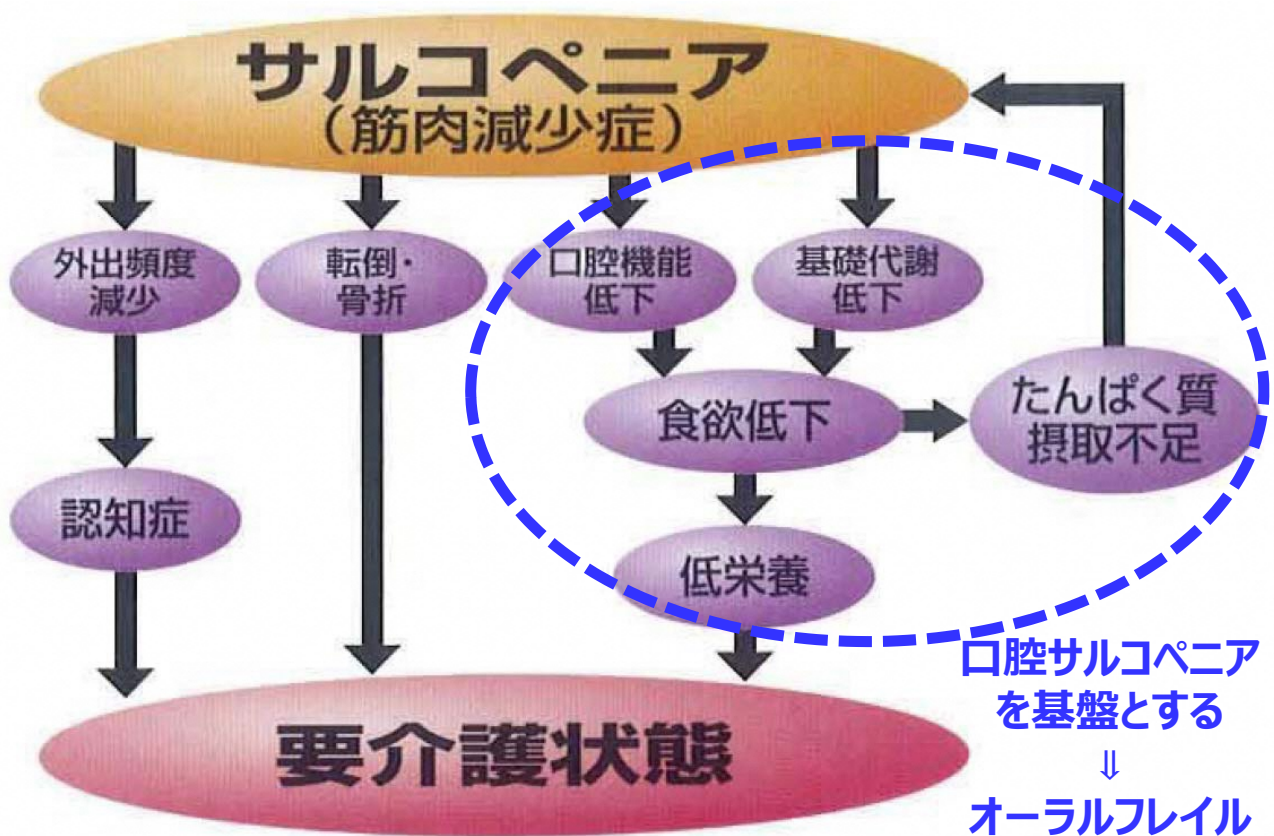 サルコペニア
（筋肉減少症）
外出頻度
減少
転倒・
骨折
口腔機能
低下
基礎代謝
低下
食欲低下
たんぱく質
摂取不足
認知症
低栄養
口腔サルコペニア
を基盤とする
⇓
オーラルフレイル
要介護状態